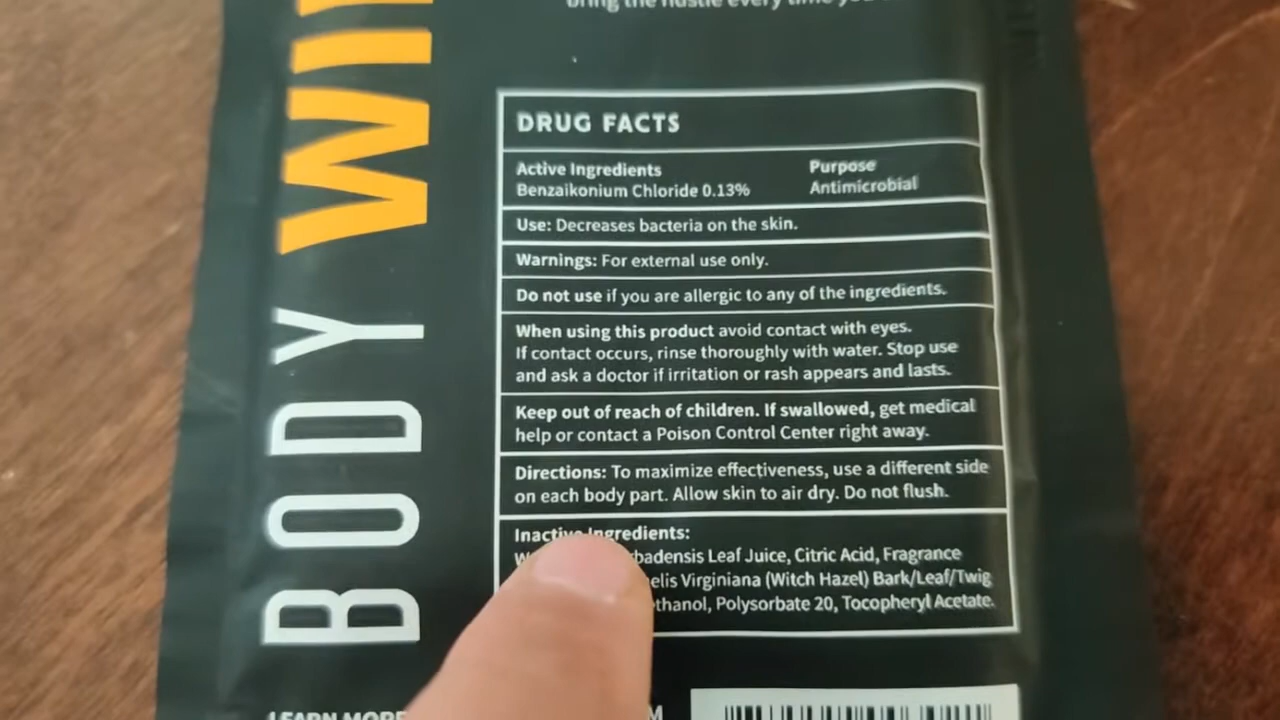 bring the hustle every time you
BODY WI
DRUG FACTS
Active Ingredients Purpose
Benzaikonium Chloride 0.13% Antimicrobial
Use: Decreases bacteria on the skin.
Warnings: For external use only.
Do not use if you are allergic to any of the ingredients.
When using this product avoid contact with eyes.
If contact occurs, rinse thoroughly with water. Stop use
and ask a doctor if irritation or rash appears and lasts.
Keep out of reach of children. If swallowed, get medical
help or contact a Poison Control Center right away.
Directions: To maximize effectiveness, use a different side
on each body part. Allow skin to air dry. Do not flush.
Inactive Ingredients:
badensis Leaf Juice, Citric Acid, Fragrance
elis Virginiana (Witch Hazel) Bark/Leaf/Twig
thanol, Polysorbate 20, Tocopheryl Acetate.
LEARN MORE
M